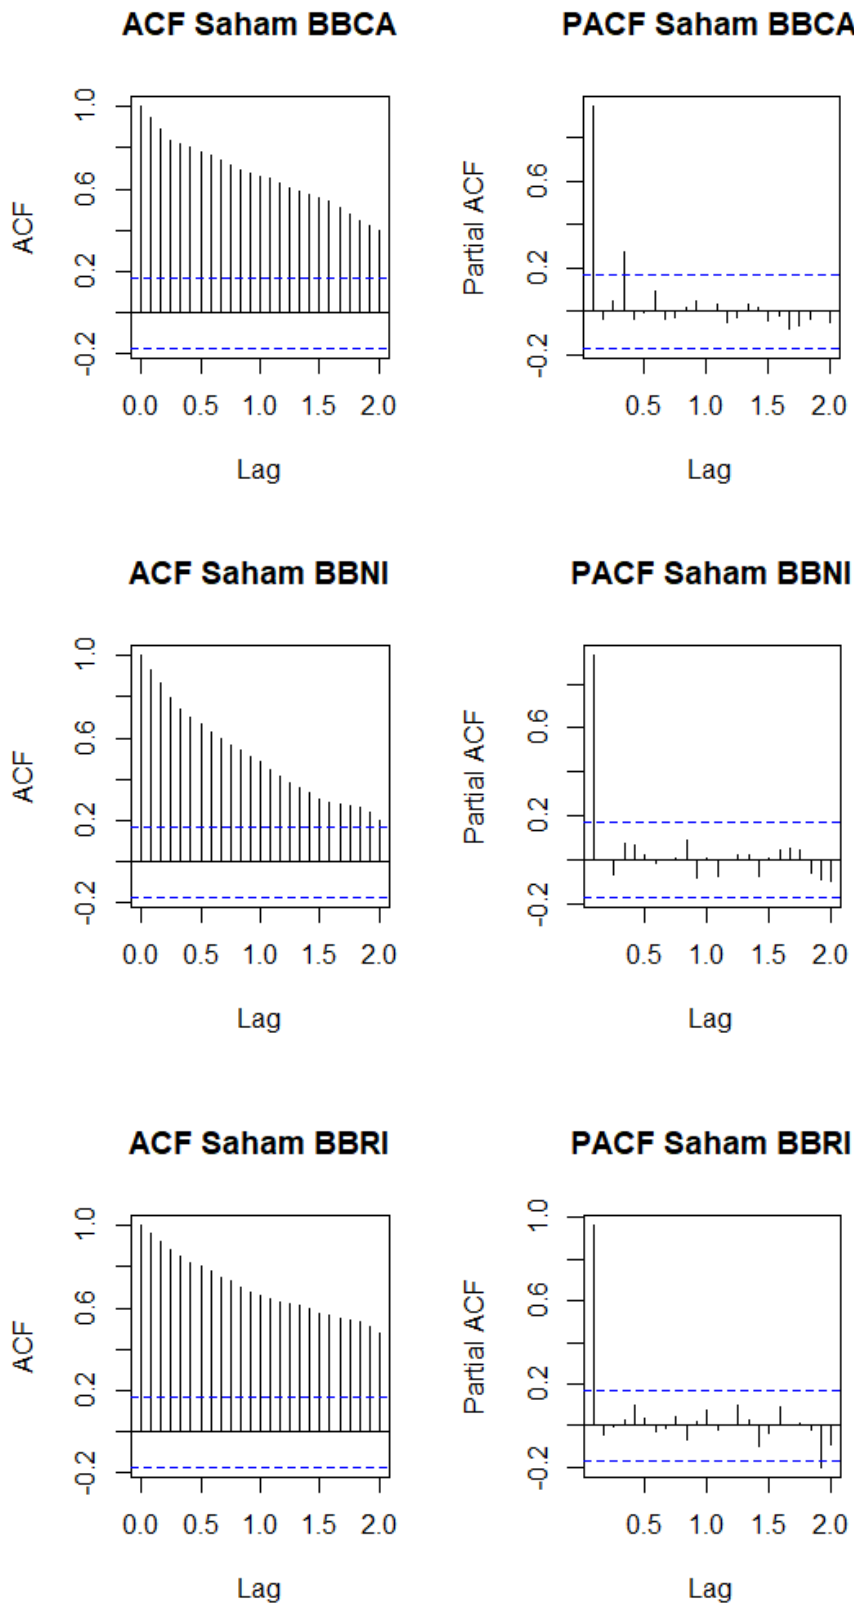 ACF Saham BBCA
PACF Saham BBCA
ACF
-0.2 0.2 0.6 1.0
0.0 0.5 1.0 1.5 2.0
Lag
Partial ACF
-0.2 0.2 0.6
0.5 1.0 1.5 2.0
Lag
ACF Saham BBNI
PACF Saham BBNI
ACF
-0.2 0.2 0.6 1.0
0.0 0.5 1.0 1.5 2.0
Lag
Partial ACF
-0.2 0.2 0.6
0.5 1.0 1.5 2.0
Lag
ACF Saham BBRI
PACF Saham BBRI
ACF
-0.2 0.2 0.6 1.0
0.0 0.5 1.0 1.5 2.0
Lag
Partial ACF
-0.2 0.2 0.6 1.0
0.5 1.0 1.5 2.0
Lag